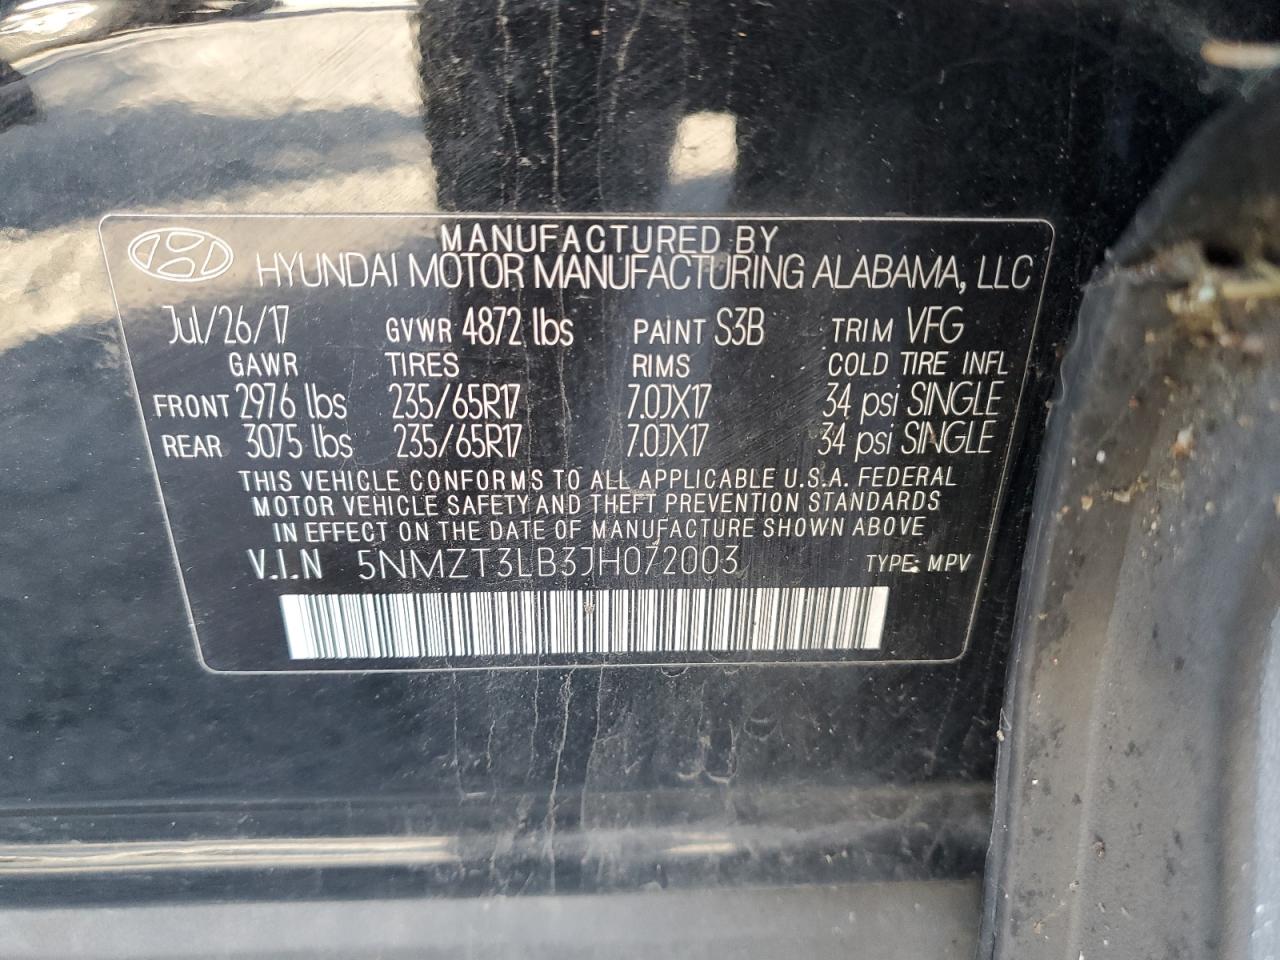 MANUFACTURED BY
HYUNDAI MOTOR MANUFACTURING ALABAMA, LLC
Jul/26/17 GVWR 4872 lbs PAINT S3B TRIM VFG
GAWR TIRES RIMS COLD TIRE INFL
FRONT 2976 lbs 235/65R17 7.0JX17 34 psi SINGLE
REAR 3075 lbs 235/65R17 7.0JX17 34 psi SINGLE
THIS VEHICLE CONFORMS TO ALL APPLICABLE U.S.A. FEDERAL
MOTOR VEHICLE SAFETY AND THEFT PREVENTION STANDARDS
IN EFFECT ON THE DATE OF MANUFACTURE SHOWN ABOVE
V.I.N 5NMZT3LB3JH072003 TYPE: MPV